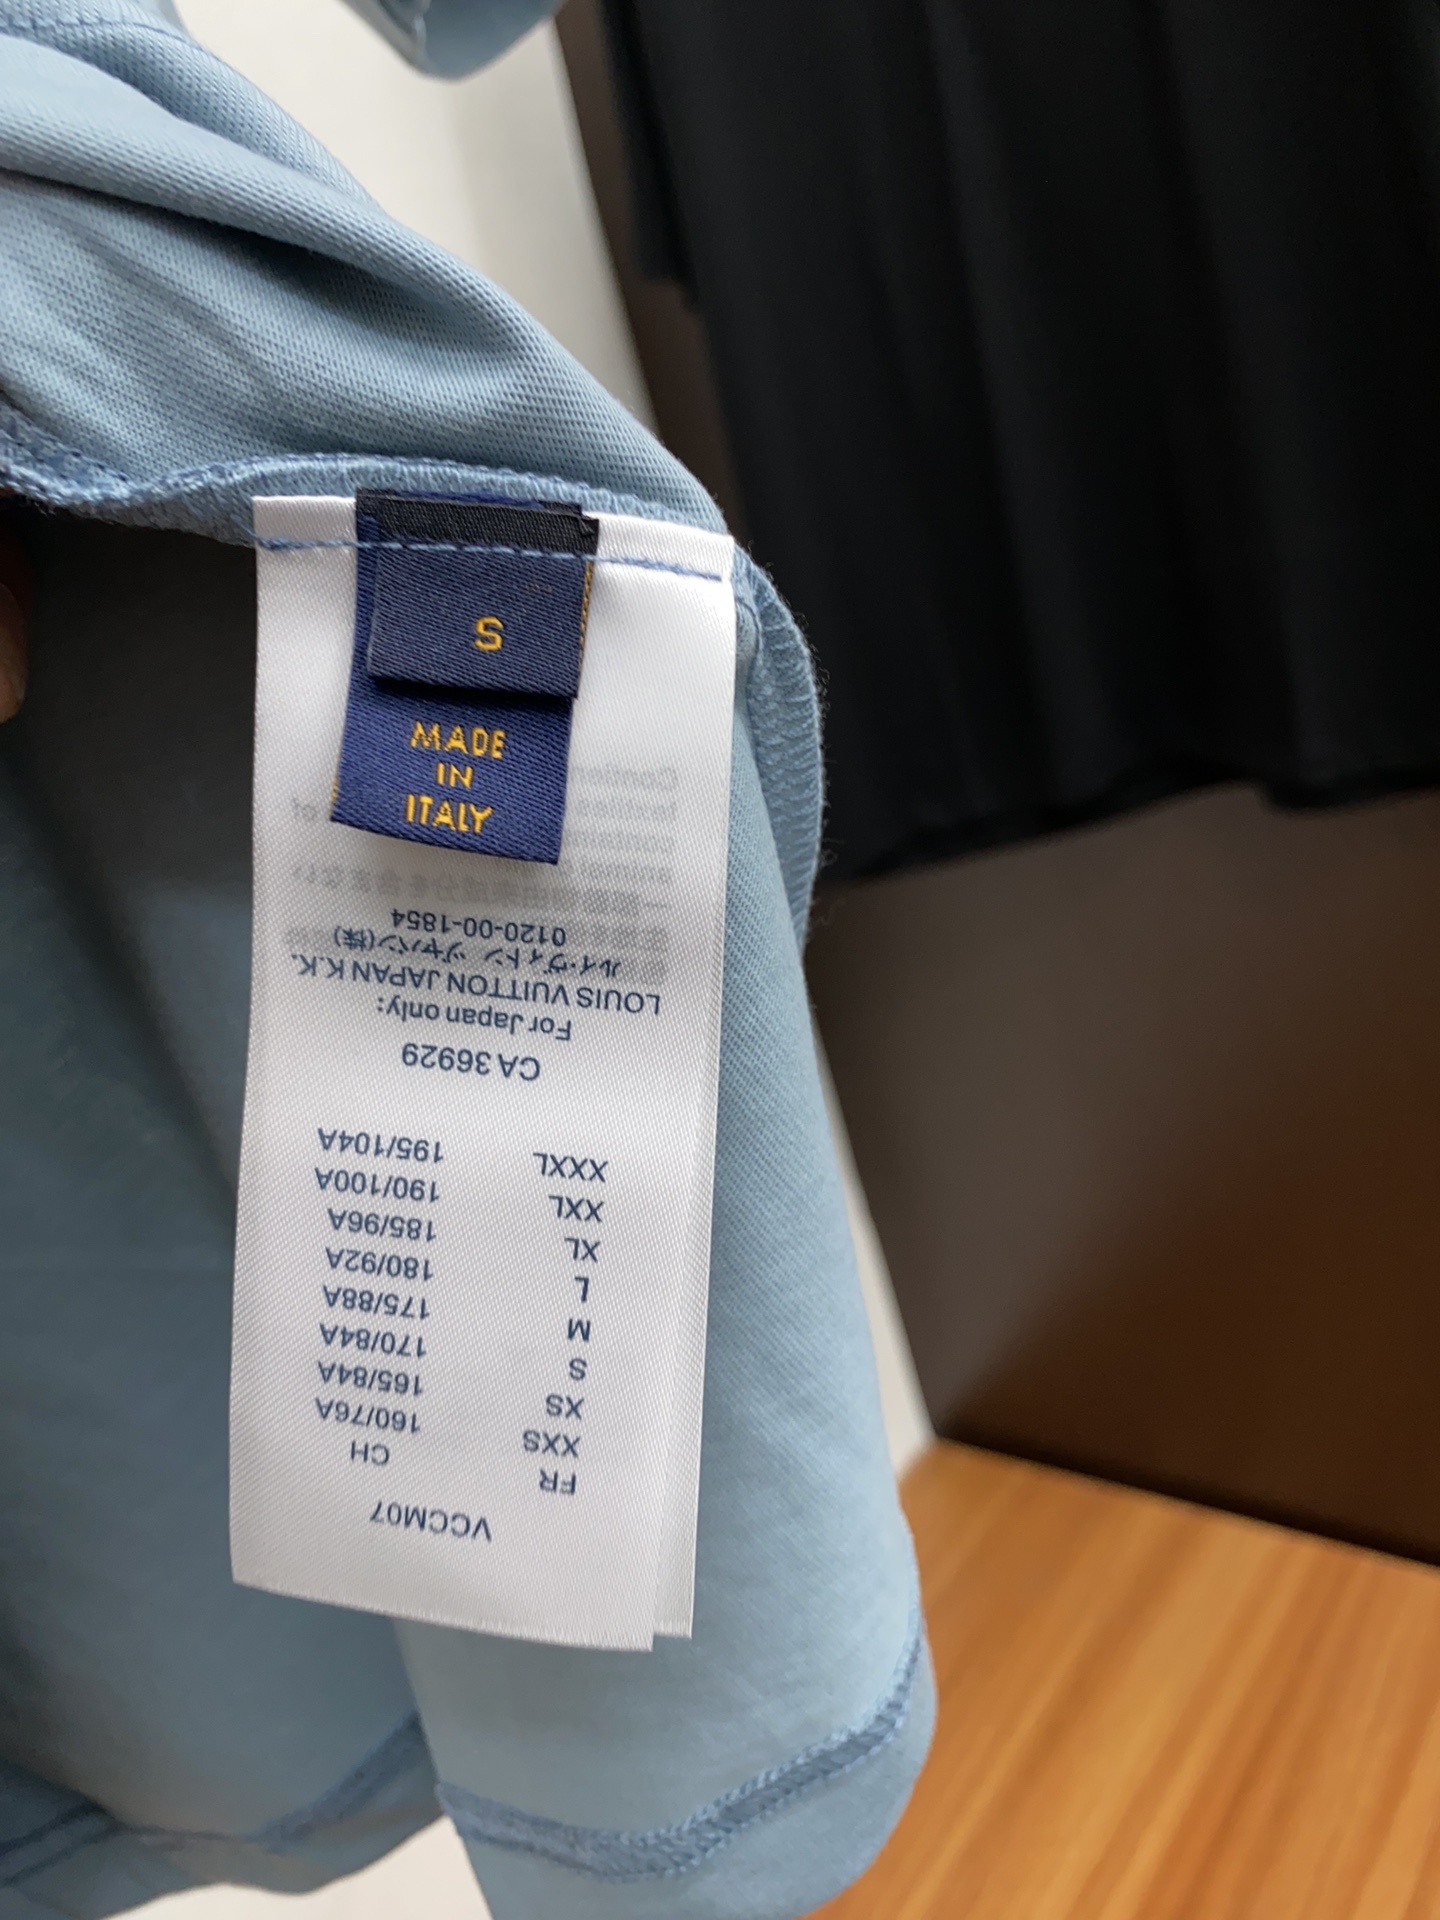 S
MADE
IN
ITALY
VCCM07
FR CH
XXS 160/76A
XS 165/84A
S 170/84A
M 175/88A
L 180/92A
XL 185/96A
XXL 190/100A
XXXL 195/104A
CA 36929
For Japan only:
LOUIS VUITTON JAPAN K.K.
ルイ・ヴィトン ジャパン(株)
0120-00-1854